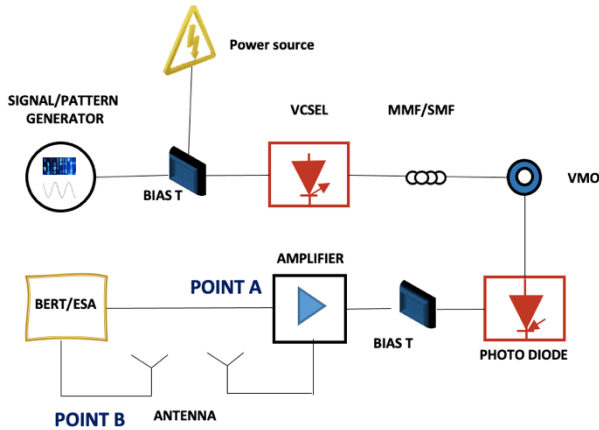 Power source
SIGNAL/PATTERN
GENERATOR
VCSEL
MMF/SMF
BIAS T
VMO
AMPLIFIER
POINT A
BERT/ESA
BIAS T
PHOTO DIODE
POINT B
ANTENNA